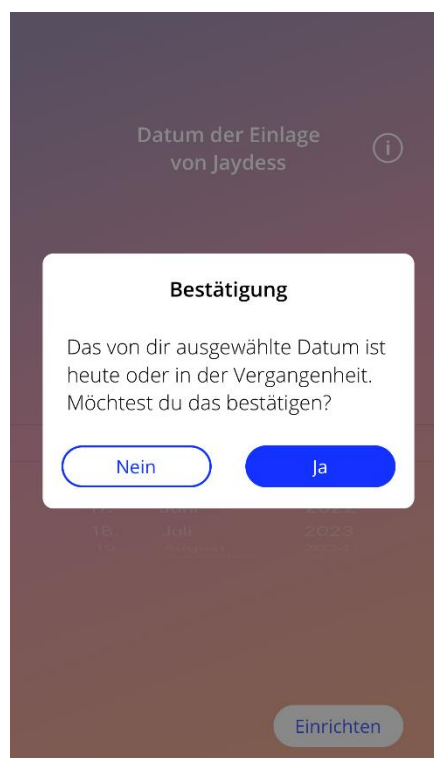 Datum der Einlage
von Jaydess
i
Bestätigung
Das von dir ausgewählte Datum ist
heute oder in der Vergangenheit.
Möchtest du das bestätigen?
Nein
Ja
18. Juli 2023
Einrichten